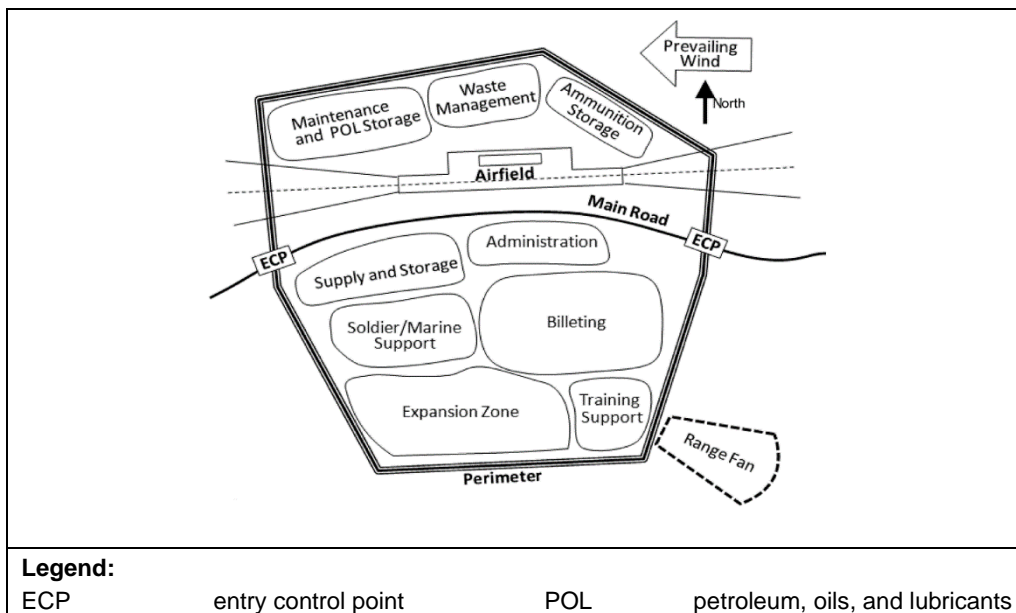 Prevailing
Wind
North
Waste
Management
Maintenance
and POL Storage
Ammunition
Storage
Airfield
Main Road
ECP
ECP
Administration
Supply and Storage
Soldier/Marine
Support
Billeting
Expansion Zone
Training
Support
Range Fan
Perimeter
Legend:
ECP entry control point POL petroleum, oils, and lubricants